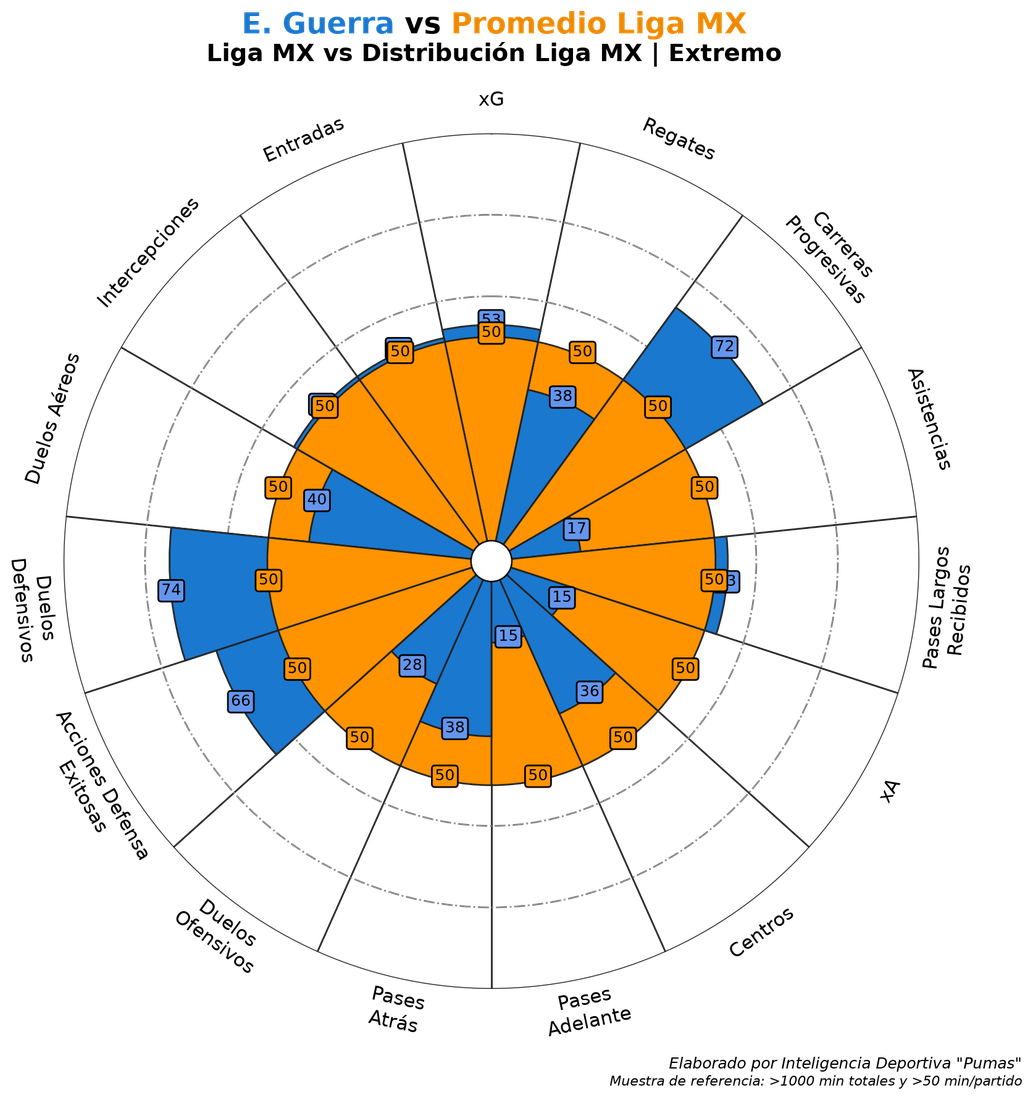 E. Guerra vs Promedio Liga MX
Liga MX vs Distribución Liga MX | Extremo
xG
Regates
Carreras
Progresivas
Asistencias
Pases Largos
Recibidos
xA
Centros
Pases
Adelante
Pases
Atrás
Duelos
Ofensivos
Acciones Defensa
Exitosas
Duelos
Defensivos
Duelos Aéreos
Intercepciones
Entradas
53
50
50
38
50
72
50
17
50
50
15
50
36
50
15
50
38
50
28
50
66
50
74
50
40
50
50
50
Elaborado por Inteligencia Deportiva "Pumas"
Muestra de referencia: >1000 min totales y >50 min/partido